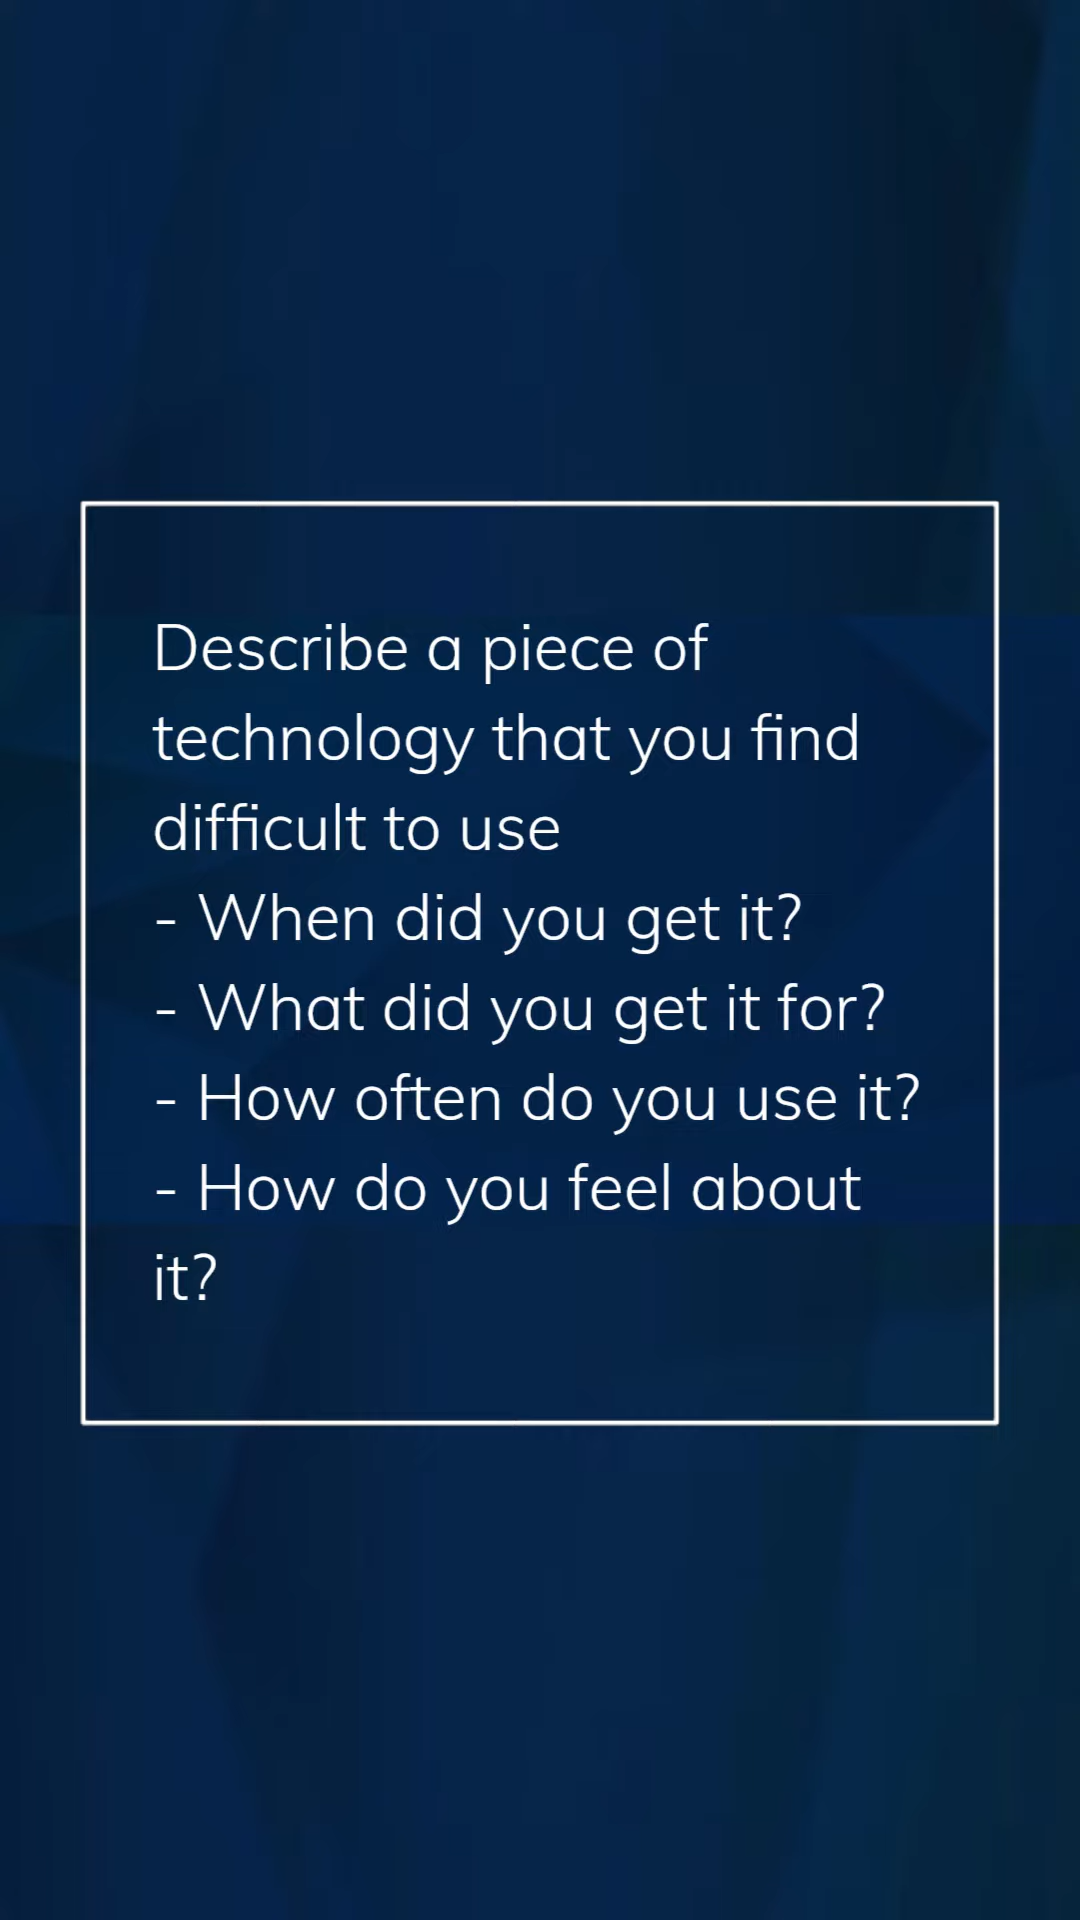 Describe a piece of
technology that you find
difficult to use
- When did you get it?
- What did you get it for?
- How often do you use it?
- How do you feel about
it?